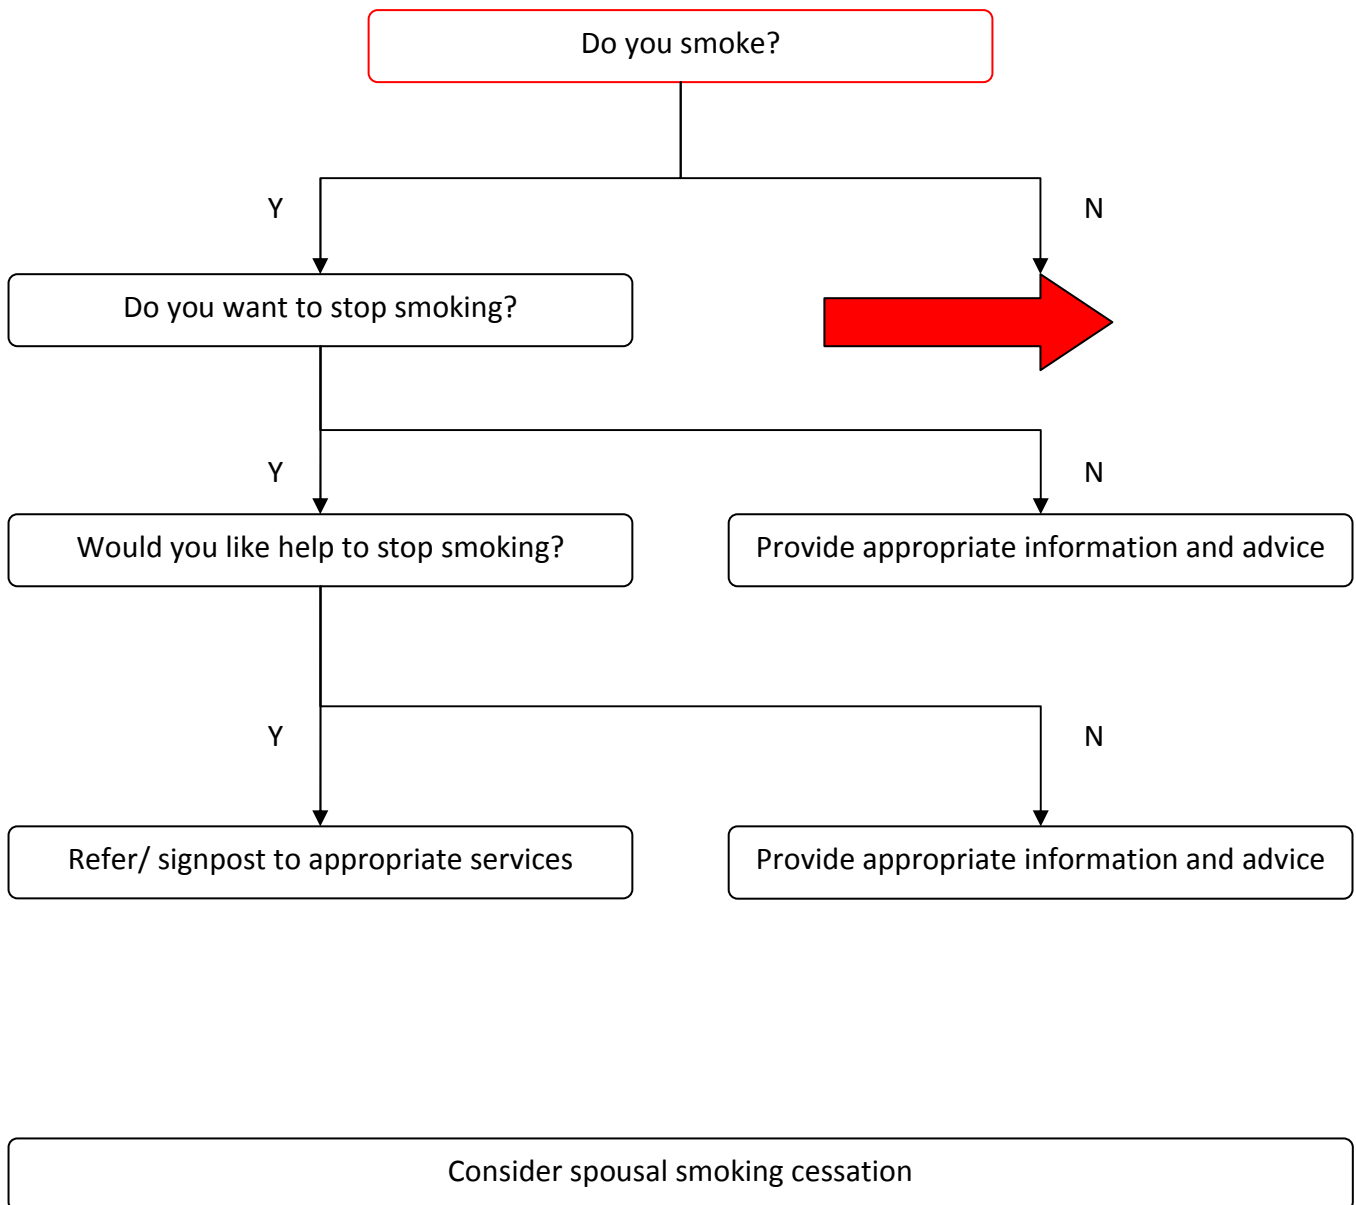 Do you smoke?
Y
N
Do you want to stop smoking?
Y
N
Would you like help to stop smoking?
Provide appropriate information and advice
Y
N
Refer/ signpost to appropriate services
Provide appropriate information and advice
Consider spousal smoking cessation